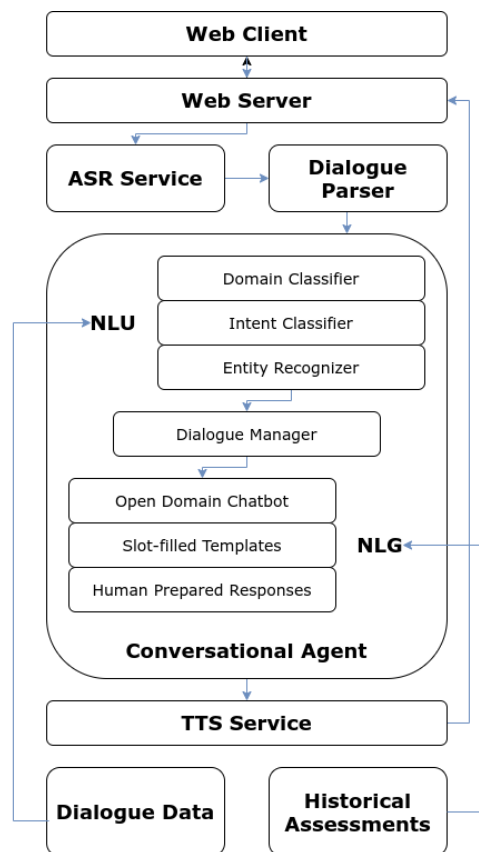 Web Client
Web Server
ASR Service
Dialogue
Parser
Domain Classifier
NLU
Intent Classifier
Entity Recognizer
Dialogue Manager
Open Domain Chatbot
Slot-filled Templates
NLG
Human Prepared Responses
Conversational Agent
TTS Service
Dialogue Data
Historical
Assessments